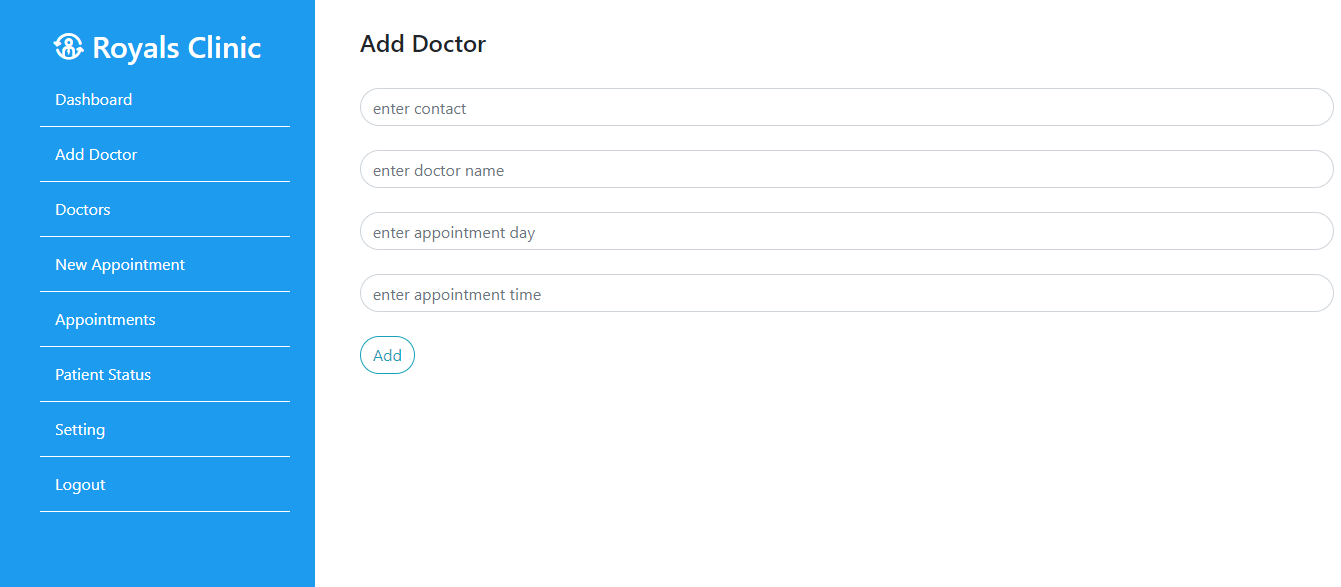 Royals Clinic
Dashboard
Add Doctor
Doctors
New Appointment
Appointments
Patient Status
Setting
Logout
Add Doctor
enter contact
enter doctor name
enter appointment day
enter appointment time
Add